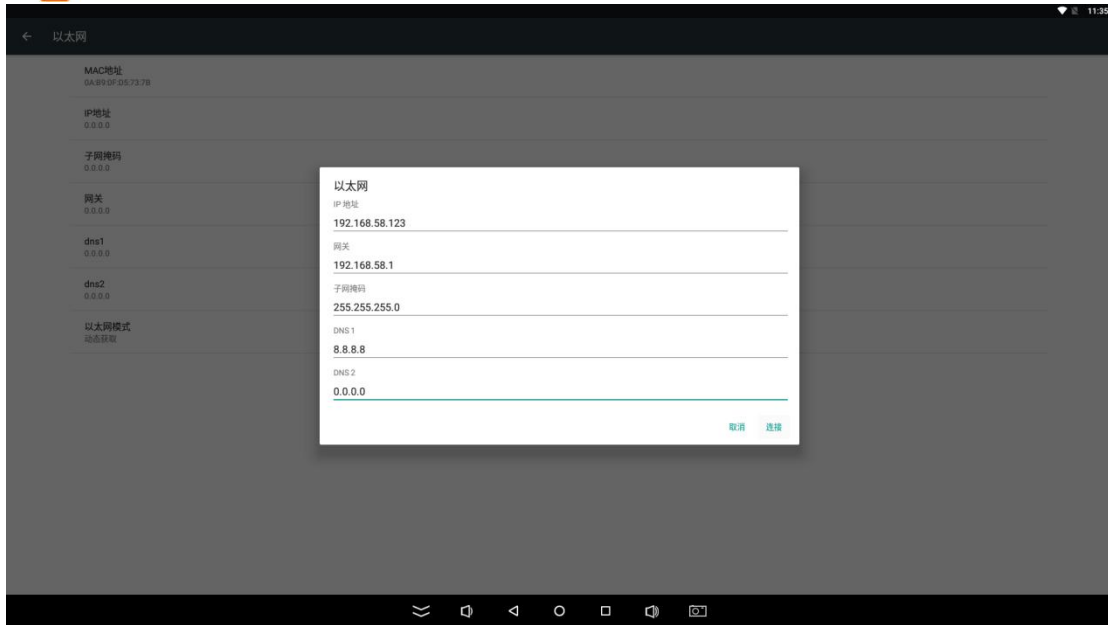 11:35
以太网
MAC地址
0A:B9:0F:D5:73:7B
IP地址
0.0.0.0
子网掩码
0.0.0.0
网关
0.0.0.0
dns1
0.0.0.0
dns2
0.0.0.0
以太网模式
动态获取
以太网
IP 地址
192.168.58.123
网关
192.168.58.1
子网掩码
255.255.255.0
DNS 1
8.8.8.8
DNS 2
0.0.0.0
取消 连接